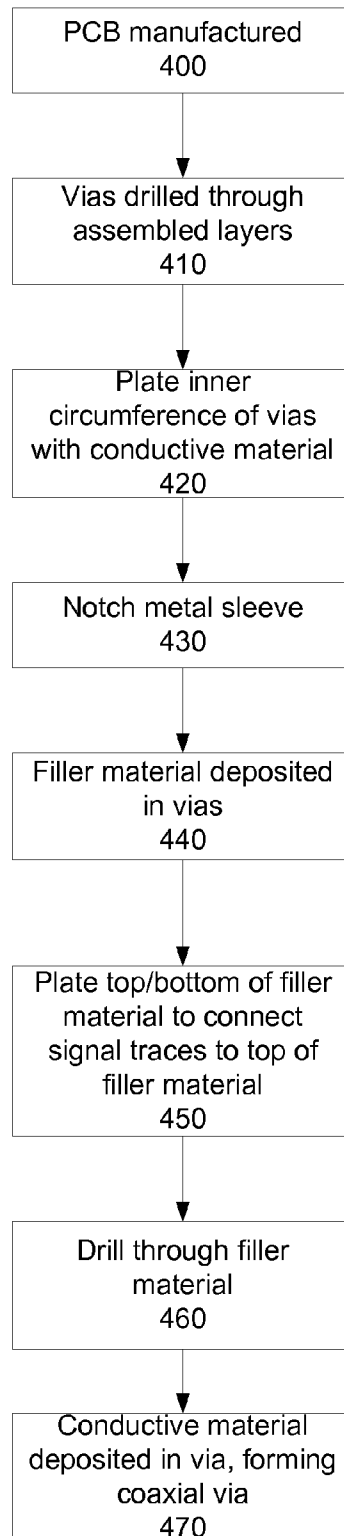 PCB manufactured
400
Vias drilled through
assembled layers
410
Plate inner
circumference of vias
with conductive material
420
Notch metal sleeve
430
Filler material deposited
in vias
440
Plate top/bottom of filler
material to connect
signal traces to top of
filler material
450
Drill through filler
material
460
Conductive material
deposited in via, forming
coaxial via
470